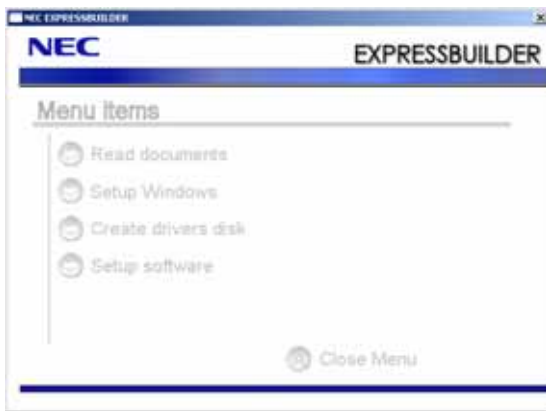 NEC EXPRESSBUILDER
NEC
EXPRESSBUILDER
Menu items
Read documents
Setup Windows
Create drivers disk
Setup software
Close Menu